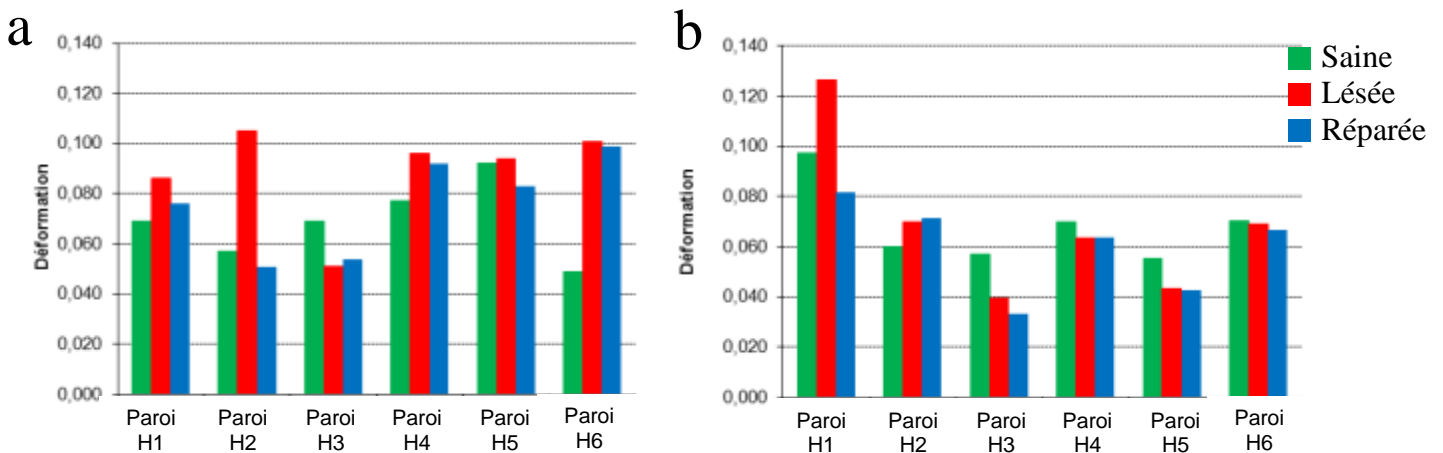 a
0,140
0,120
0,100
0,080
0,060
0,040
0,020
0,000
Déformation
Paroi H1
Paroi H2
Paroi H3
Paroi H4
Paroi H5
Paroi H6
b
0,140
0,120
0,100
0,080
0,060
0,040
0,020
0,000
Déformation
Paroi H1
Paroi H2
Paroi H3
Paroi H4
Paroi H5
Paroi H6
Saine
Lésée
Réparée